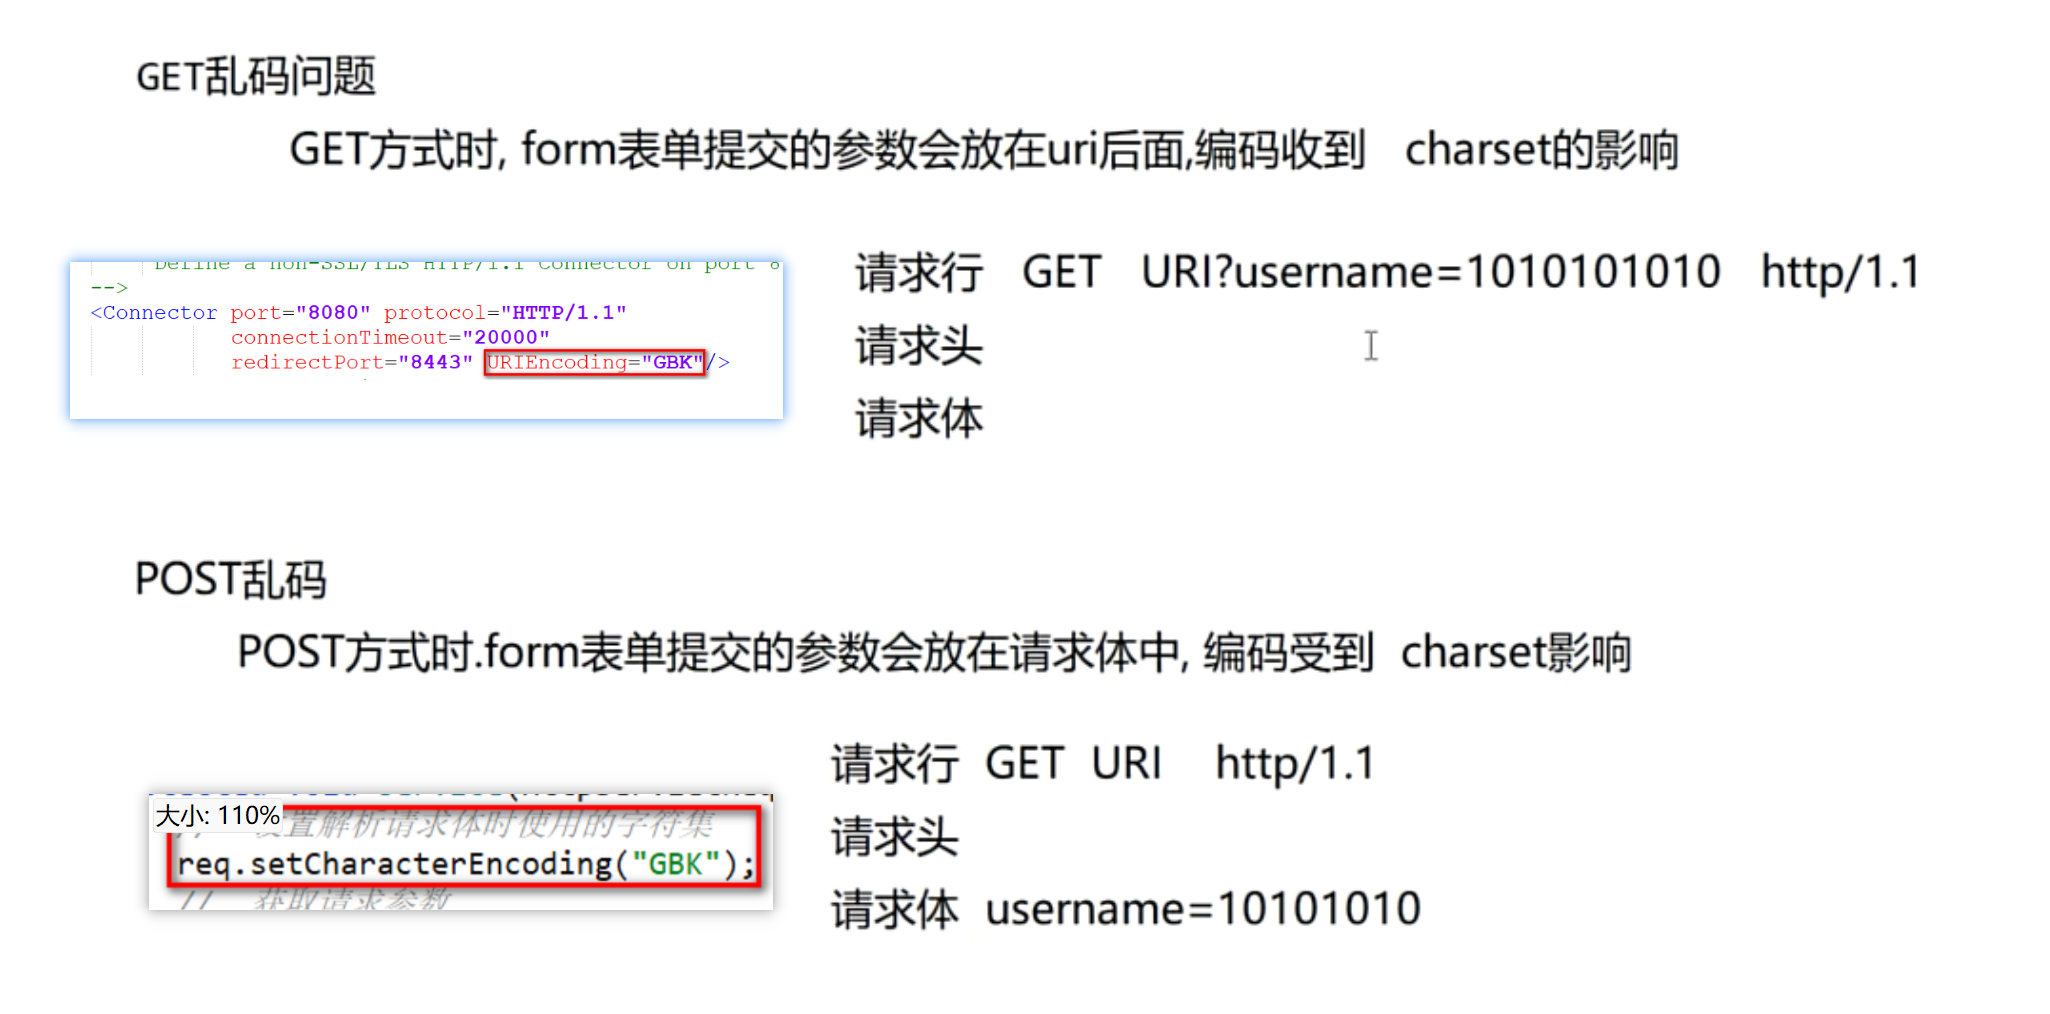 GET乱码问题
GET方式时, form表单提交的参数会放在uri后面,编码收到 charset的影响
Define a non-SSL/TLS HTTP/1.1 Connector on port 8
-->
<Connector port="8080" protocol="HTTP/1.1"
connectionTimeout="20000"
redirectPort="8443" URIEncoding="GBK"/>
请求行 GET URI?username=1010101010 http/1.1
请求头
请求体
POST乱码
POST方式时.form表单提交的参数会放在请求体中, 编码受到 charset影响
大小: 110%
设置解析请求体时使用的字符集
req.setCharacterEncoding("GBK");
// 获取请求参数
请求行 GET URI http/1.1
请求头
请求体 username=10101010